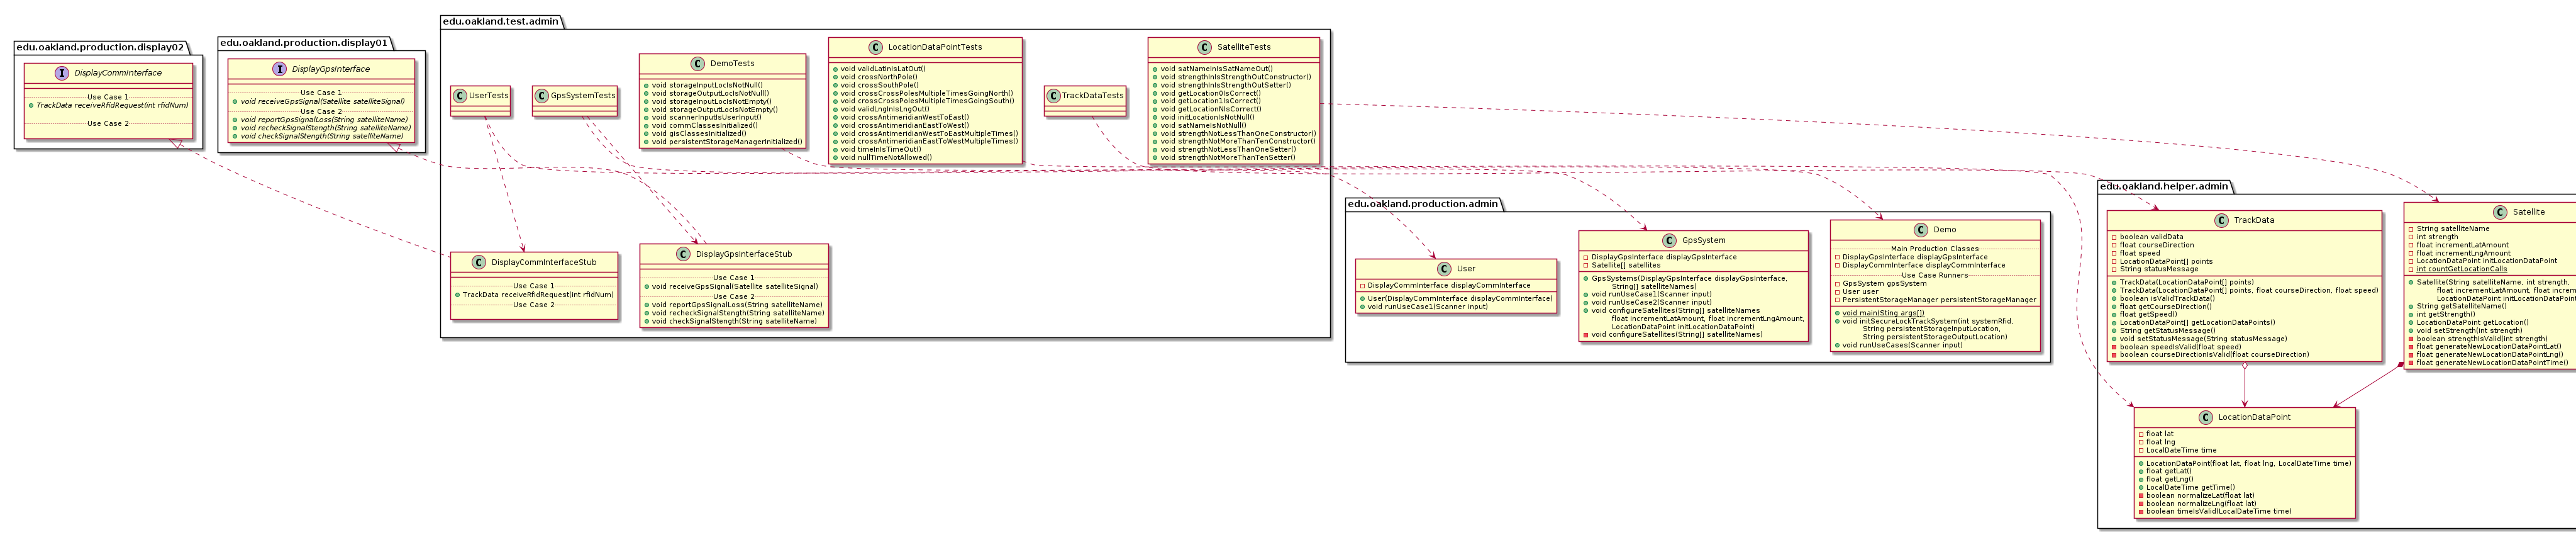 edu.oakland.production.display02
I DisplayCommInterface
Use Case 1
TrackData receiveRfidRequest(int rfidNum)
Use Case 2
edu.oakland.production.display01
I DisplayGpsInterface
Use Case 1
void receiveGpsSignal(Satellite satelliteSignal)
Use Case 2
void reportGpsSignalLoss(String satelliteName)
void recheckSignalStength(String satelliteName)
void checkSignalStength(String satelliteName)
edu.oakland.test.admin
C UserTests
C GpsSystemTests
C DemoTests
void storageInputLocIsNotNull()
void storageOutputLocIsNotNull()
void storageInputLocIsNotEmpty()
void storageOutputLocIsNotEmpty()
void scannerInputIsUserInput()
void commClassesInitialized()
void gisClassesInitialized()
void persistentStorageManagerInitialized()
C LocationDataPointTests
void validLatInIsLatOut()
void crossNorthPole()
void crossSouthPole()
void crossCrossPolesMultipleTimesGoingNorth()
void crossCrossPolesMultipleTimesGoingSouth()
void validLngInIsLngOut()
void crossAntimeridianWestToEast()
void crossAntimeridianEastToWest()
void crossAntimeridianWestToEastMultipleTimes()
void crossAntimeridianEastToWestMultipleTimes()
void timeInIsTimeOut()
void nullTimeNotAllowed()
C TrackDataTests
C SatelliteTests
void satNameInIsSatNameOut()
void strengthInIsStrengthOutConstructor()
void strengthInIsStrengthOutSetter()
void getLocation0IsCorrect()
void getLocation1IsCorrect()
void getLocationNIsCorrect()
void initLocationIsNotNull()
void satNameIsNotNull()
void strengthNotLessThanOneConstructor()
void strengthNotMoreThanTenConstructor()
void strengthNotLessThanOneSetter()
void strengthNotMoreThanTenSetter()
C DisplayCommInterfaceStub
Use Case 1
TrackData receiveRfidRequest(int rfidNum)
Use Case 2
C DisplayGpsInterfaceStub
Use Case 1
void receiveGpsSignal(Satellite satelliteSignal)
Use Case 2
void reportGpsSignalLoss(String satelliteName)
void recheckSignalStength(String satelliteName)
void checkSignalStength(String satelliteName)
edu.oakland.production.admin
C User
DisplayCommInterface displayCommInterface
User(DisplayCommInterface displayCommInterface)
void runUseCase1(Scanner input)
C GpsSystem
DisplayGpsInterface displayGpsInterface
Satellite[] satellites
GpsSystems(DisplayGpsInterface displayGpsInterface,
String[] satelliteNames)
void runUseCase1(Scanner input)
void runUseCase2(Scanner input)
void configureSatellites(String[] satelliteNames
float incrementLatAmount, float incrementLngAmount,
LocationDataPoint initLocationDataPoint)
void configureSatellites(String[] satelliteNames)
C Demo
Main Production Classes
DisplayGpsInterface displayGpsInterface
DisplayCommInterface displayCommInterface
Use Case Runners
GpsSystem gpsSystem
User user
PersistentStorageManager persistentStorageManager
void main(String args[])
void initSecureLockTrackSystem(int systemRfid,
String persistentStorageInputLocation,
String persistentStorageOutputLocation)
void runUseCases(Scanner input)
edu.oakland.helper.admin
C TrackData
boolean validData
float courseDirection
float speed
LocationDataPoint[] points
String statusMessage
TrackData(LocationDataPoint[] points)
TrackData(LocationDataPoint[] points, float courseDirection, float speed)
boolean isValidTrackData()
float getCourseDirection()
float getSpeed()
LocationDataPoint[] getLocationDataPoints()
String getStatusMessage()
void setStatusMessage(String statusMessage)
boolean speedIsValid(float speed)
boolean courseDirectionIsValid(float courseDirection)
C Satellite
String satelliteName
int strength
float incrementLatAmount
float incrementLngAmount
LocationDataPoint initLocationDataPoint
int countGetLocationCalls
Satellite(String satelliteName, int strength,
float incrementLatAmount, float increm
LocationDataPoint initLocationDataPoint
String getSatelliteName()
int getStrength()
LocationDataPoint getLocation()
void setStrength(int strength)
boolean strengthIsValid(int strength)
float generateNewLocationDataPointLat()
float generateNewLocationDataPointLng()
float generateNewLocationDataPointTime()
C LocationDataPoint
float lat
float lng
LocalDateTime time
LocationDataPoint(float lat, float lng, LocalDateTime time)
float getLat()
float getLng()
LocalDateTime getTime()
boolean normalizeLat(float lat)
boolean normalizeLng(float lat)
boolean timeIsValid(LocalDateTime time)